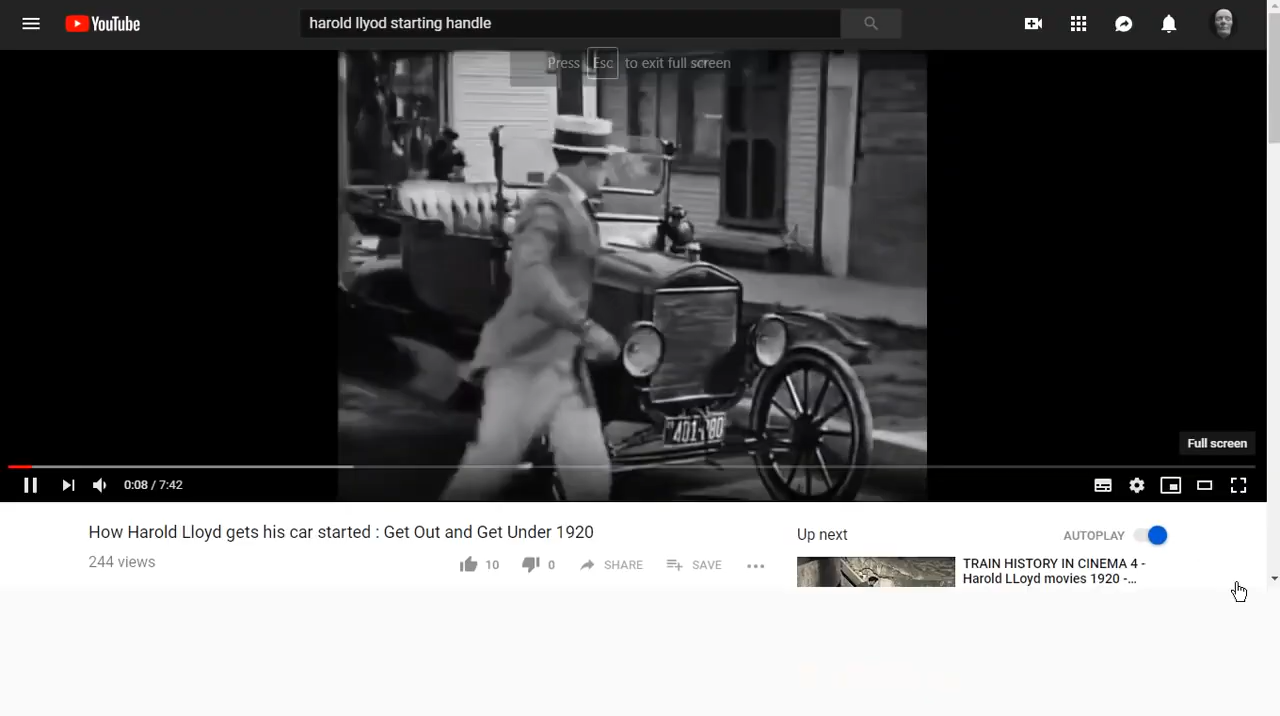 YouTube
harold llyod starting handle
Press Esc to exit full screen
Full screen
0:08 / 7:42
How Harold Lloyd gets his car started : Get Out and Get Under 1920
244 views
10
0
SHARE
SAVE
Up next
AUTOPLAY
TRAIN HISTORY IN CINEMA 4 -
Harold LLoyd movies 1920 -...